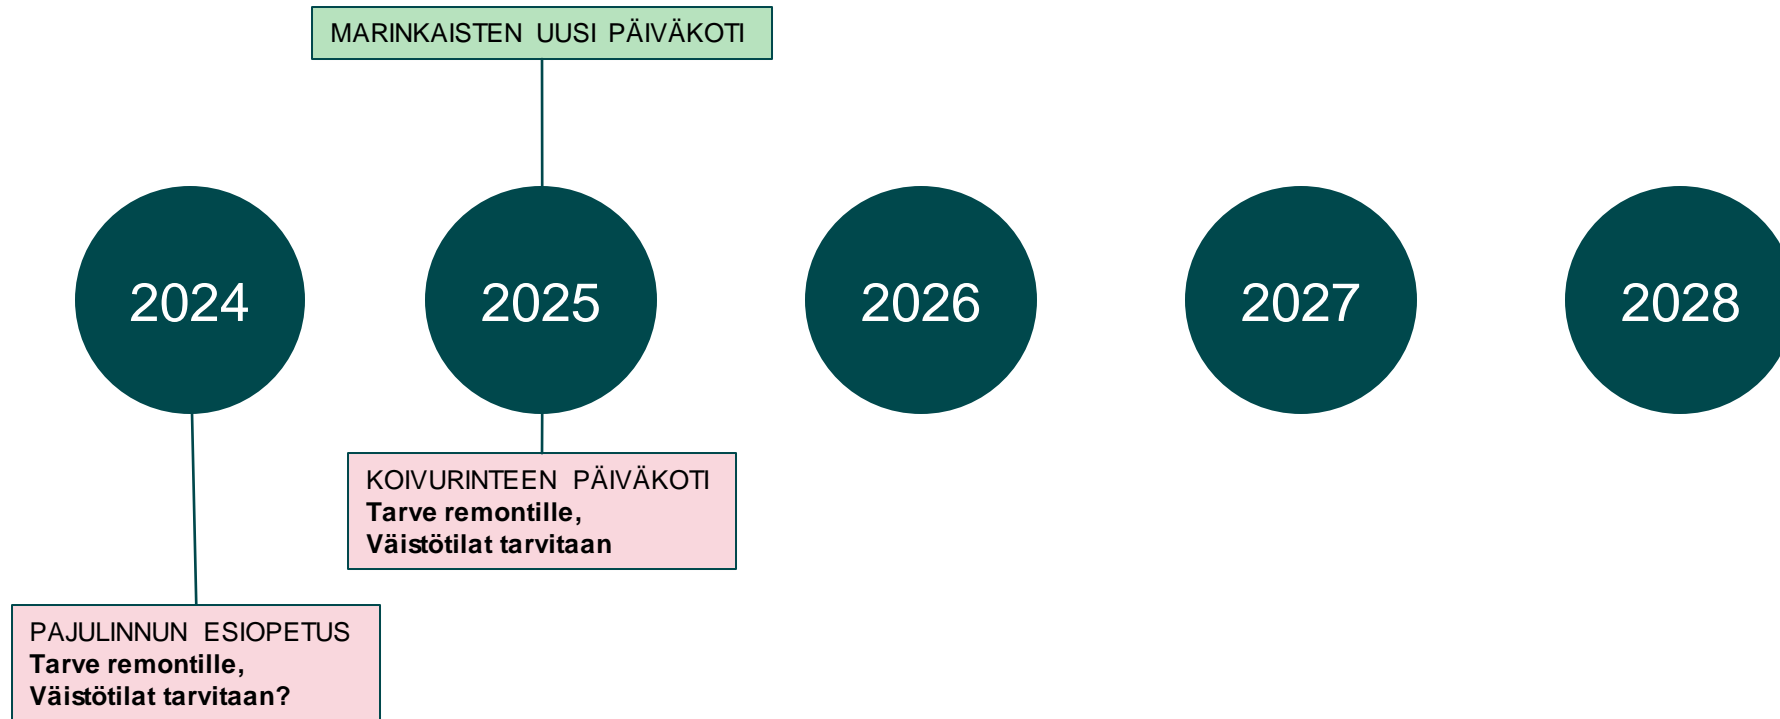 MARINKAISTEN UUSI PÄIVÄKOTI
2024
2025
2026
2027
2028
KOIVURINTEEN PÄIVÄKOTI
Tarve remontille,
Väistötilat tarvitaan
PAJULINNUN ESIOPETUS
Tarve remontille,
Väistötilat tarvitaan?